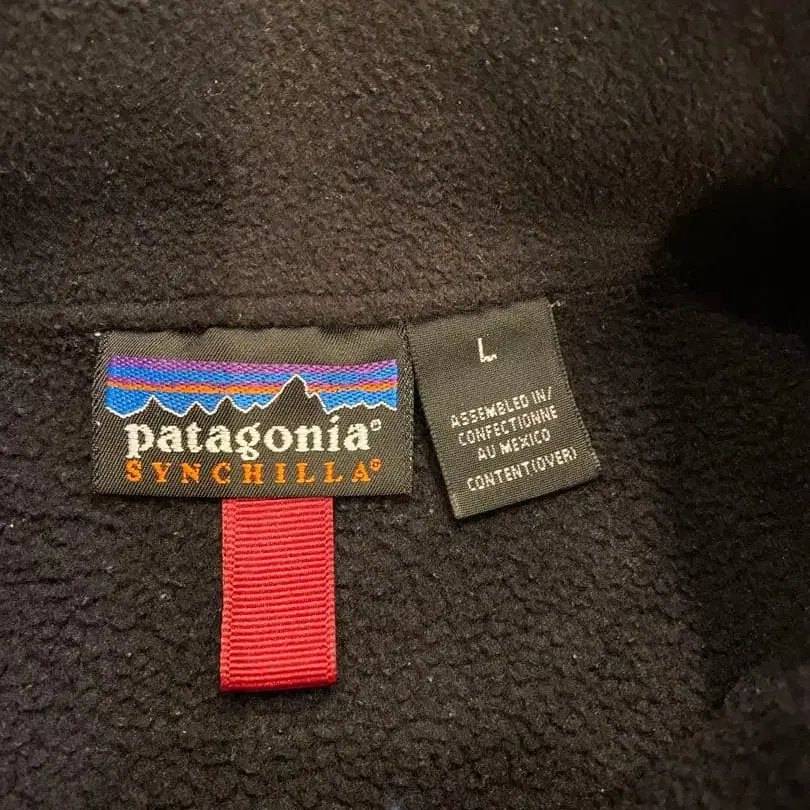 patagonia®
SYNCHILLA®
L
ASSEMBLED IN/
CONFECTIONNE
AU MEXICO
CONTENT(OVER)